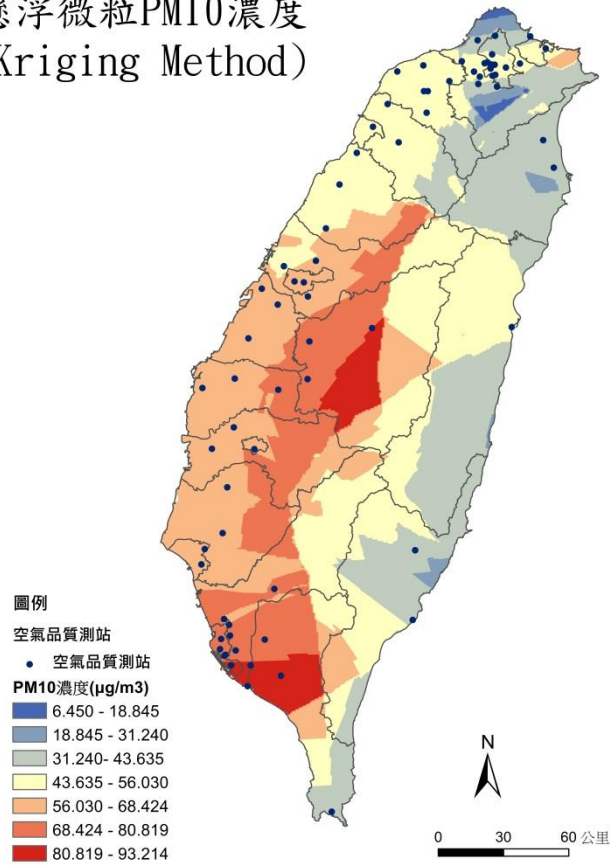 懸浮微粒PM10濃度
Kriging Method)
圖例
空氣品質測站
空氣品質測站
PM10濃度(μg/m3)
6.450 - 18.845
18.845 - 31.240
31.240- 43.635
43.635 - 56.030
56.030 - 68.424
68.424 - 80.819
80.819 - 93.214
N
0 30 60 公里